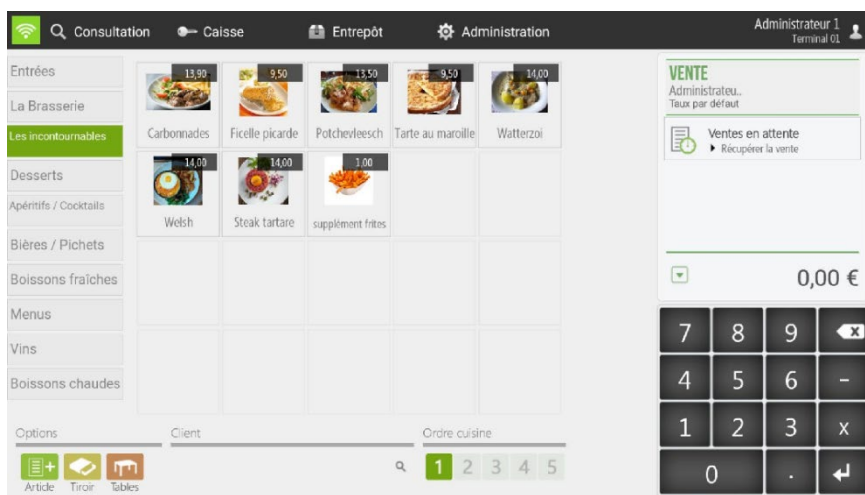 Consultation
Caisse
Entrepôt
Administration
Administrateur 1
Terminal 01
Entrées
La Brasserie
Les incontournables
Desserts
Apéritifs / Cocktails
Bières / Pichets
Boissons fraîches
Menus
Vins
Boissons chaudes
13,90
9,50
13,50
9,50
14,00
Carbonnades
Ficelle picarde
Potchevleesch
Tarte au maroille
Watterzoi
14,00
14,00
1,00
Welsh
Steak tartare
supplément frites
VENTE
Administrateu..
Taux par défaut
Ventes en attente
Récupérer la vente
0,00 €
7 8 9 x
4 5 6 -
1 2 3 x
0 .
Options
Client
Ordre cuisine
1 2 3 4 5
Article
Tiroir
Tables